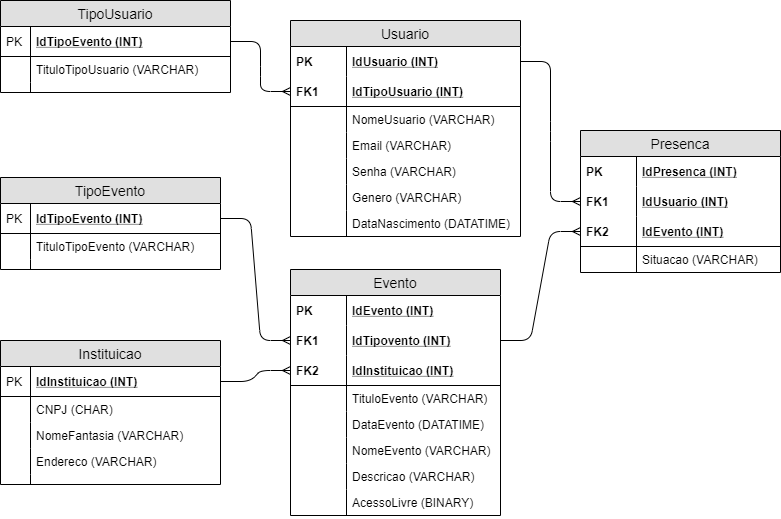 TipoUsuario
PK IdTipoEvento (INT)
TituloTipoUsuario (VARCHAR)
Usuario
PK IdUsuario (INT)
FK1 IdTipoUsuario (INT)
NomeUsuario (VARCHAR)
Email (VARCHAR)
Senha (VARCHAR)
Genero (VARCHAR)
DataNascimento (DATATIME)
Presenca
PK IdPresenca (INT)
FK1 IdUsuario (INT)
FK2 IdEvento (INT)
Situacao (VARCHAR)
TipoEvento
PK IdTipoEvento (INT)
TituloTipoEvento (VARCHAR)
Evento
PK IdEvento (INT)
FK1 IdTipovento (INT)
FK2 IdInstituicao (INT)
TituloEvento (VARCHAR)
DataEvento (DATATIME)
NomeEvento (VARCHAR)
Descricao (VARCHAR)
AcessoLivre (BINARY)
Instituicao
PK IdInstituicao (INT)
CNPJ (CHAR)
NomeFantasia (VARCHAR)
Endereco (VARCHAR)